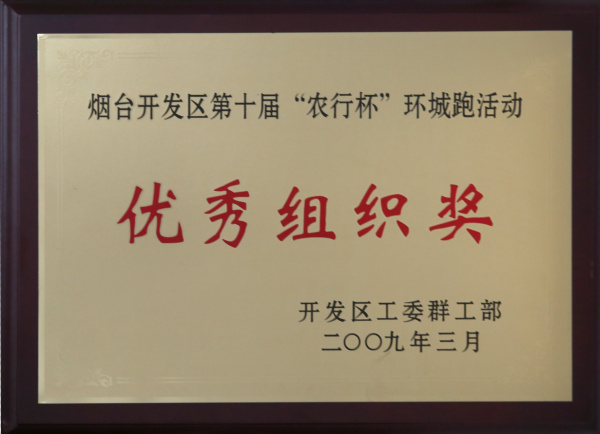 烟台开发区第十届“农行杯”环城跑活动
优秀组织奖
开发区工委群工部
二〇〇九年三月